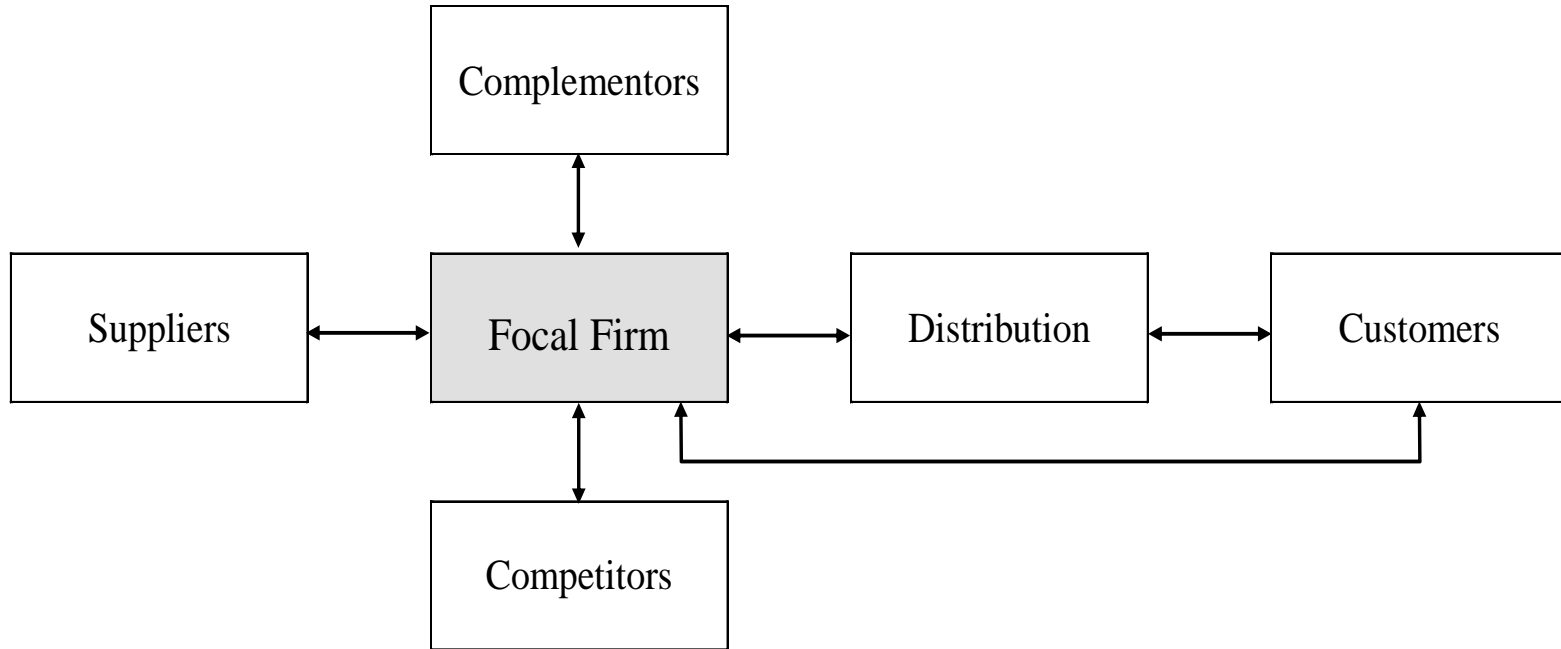 Complementors
Suppliers
Focal Firm
Distribution
Customers
Competitors